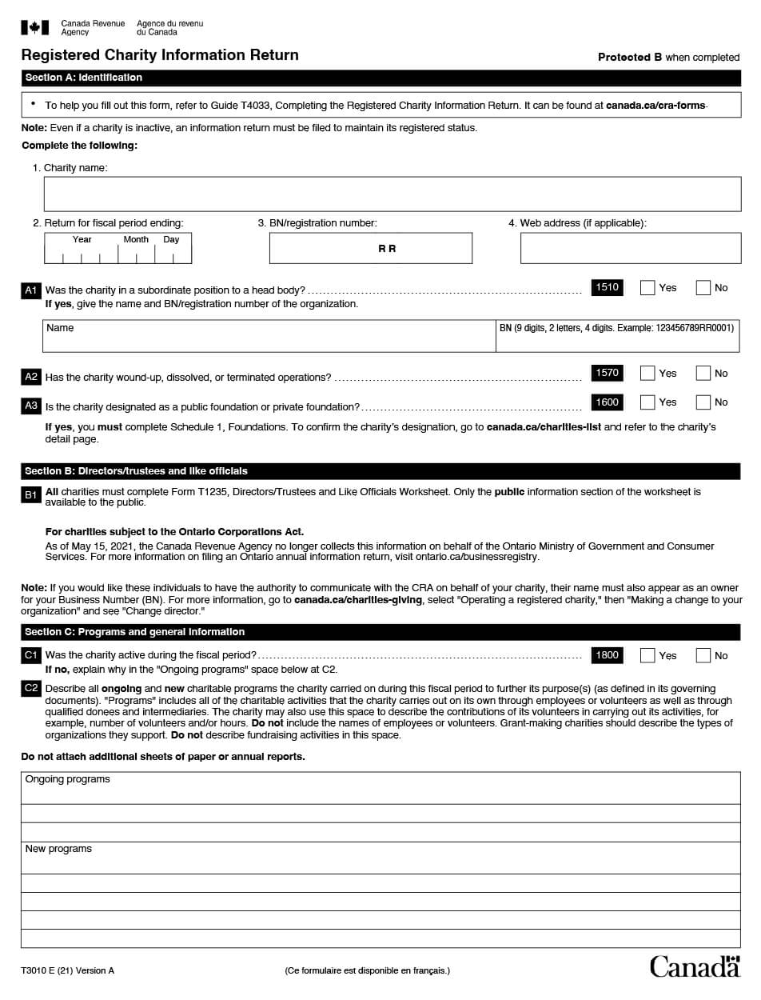 Canada Revenue Agence du revenu
Agency du Canada
Registered Charity Information Return
Protected B when completed
Section A: Identification
• To help you fill out this form, refer to Guide T4033, Completing the Registered Charity Information Return. It can be found at canada.ca/cra-forms.
Note: Even if a charity is inactive, an information return must be filed to maintain its registered status.
Complete the following:
1. Charity name:
2. Return for fiscal period ending: 3. BN/registration number: 4. Web address (if applicable):
Year Month Day
R R
A1 Was the charity in a subordinate position to a head body? 1510 Yes No
If yes, give the name and BN/registration number of the organization.
Name BN (9 digits, 2 letters, 4 digits. Example: 123456789RR0001)
A2 Has the charity wound-up, dissolved, or terminated operations? 1570 Yes No
A3 Is the charity designated as a public foundation or private foundation? 1600 Yes No
If yes, you must complete Schedule 1, Foundations. To confirm the charity's designation, go to canada.ca/charities-list and refer to the charity's
detail page.
Section B: Directors/trustees and like officials
B1 All charities must complete Form T1235, Directors/Trustees and Like Officials Worksheet. Only the public information section of the worksheet is
available to the public.
For charities subject to the Ontario Corporations Act.
As of May 15, 2021, the Canada Revenue Agency no longer collects this information on behalf of the Ontario Ministry of Government and Consumer
Services. For more information on filing an Ontario annual information return, visit ontario.ca/businessregistry.
Note: If you would like these individuals to have the authority to communicate with the CRA on behalf of your charity, their name must also appear as an owner
for your Business Number (BN). For more information, go to canada.ca/charities-giving, select "Operating a registered charity," then "Making a change to your
organization" and see "Change director."
Section C: Programs and general information
C1 Was the charity active during the fiscal period? 1800 Yes No
If no, explain why in the "Ongoing programs" space below at C2.
C2 Describe all ongoing and new charitable programs the charity carried on during this fiscal period to further its purpose(s) (as defined in its governing
documents). "Programs" includes all of the charitable activities that the charity carries out on its own through employees or volunteers as well as through
qualified donees and intermediaries. The charity may also use this space to describe the contributions of its volunteers in carrying out its activities, for
example, number of volunteers and/or hours. Do not include the names of employees or volunteers. Grant-making charities should describe the types of
organizations they support. Do not describe fundraising activities in this space.
Do not attach additional sheets of paper or annual reports.
Ongoing programs
New programs
T3010 E (21) Version A (Ce formulaire est disponible en français.) Canada